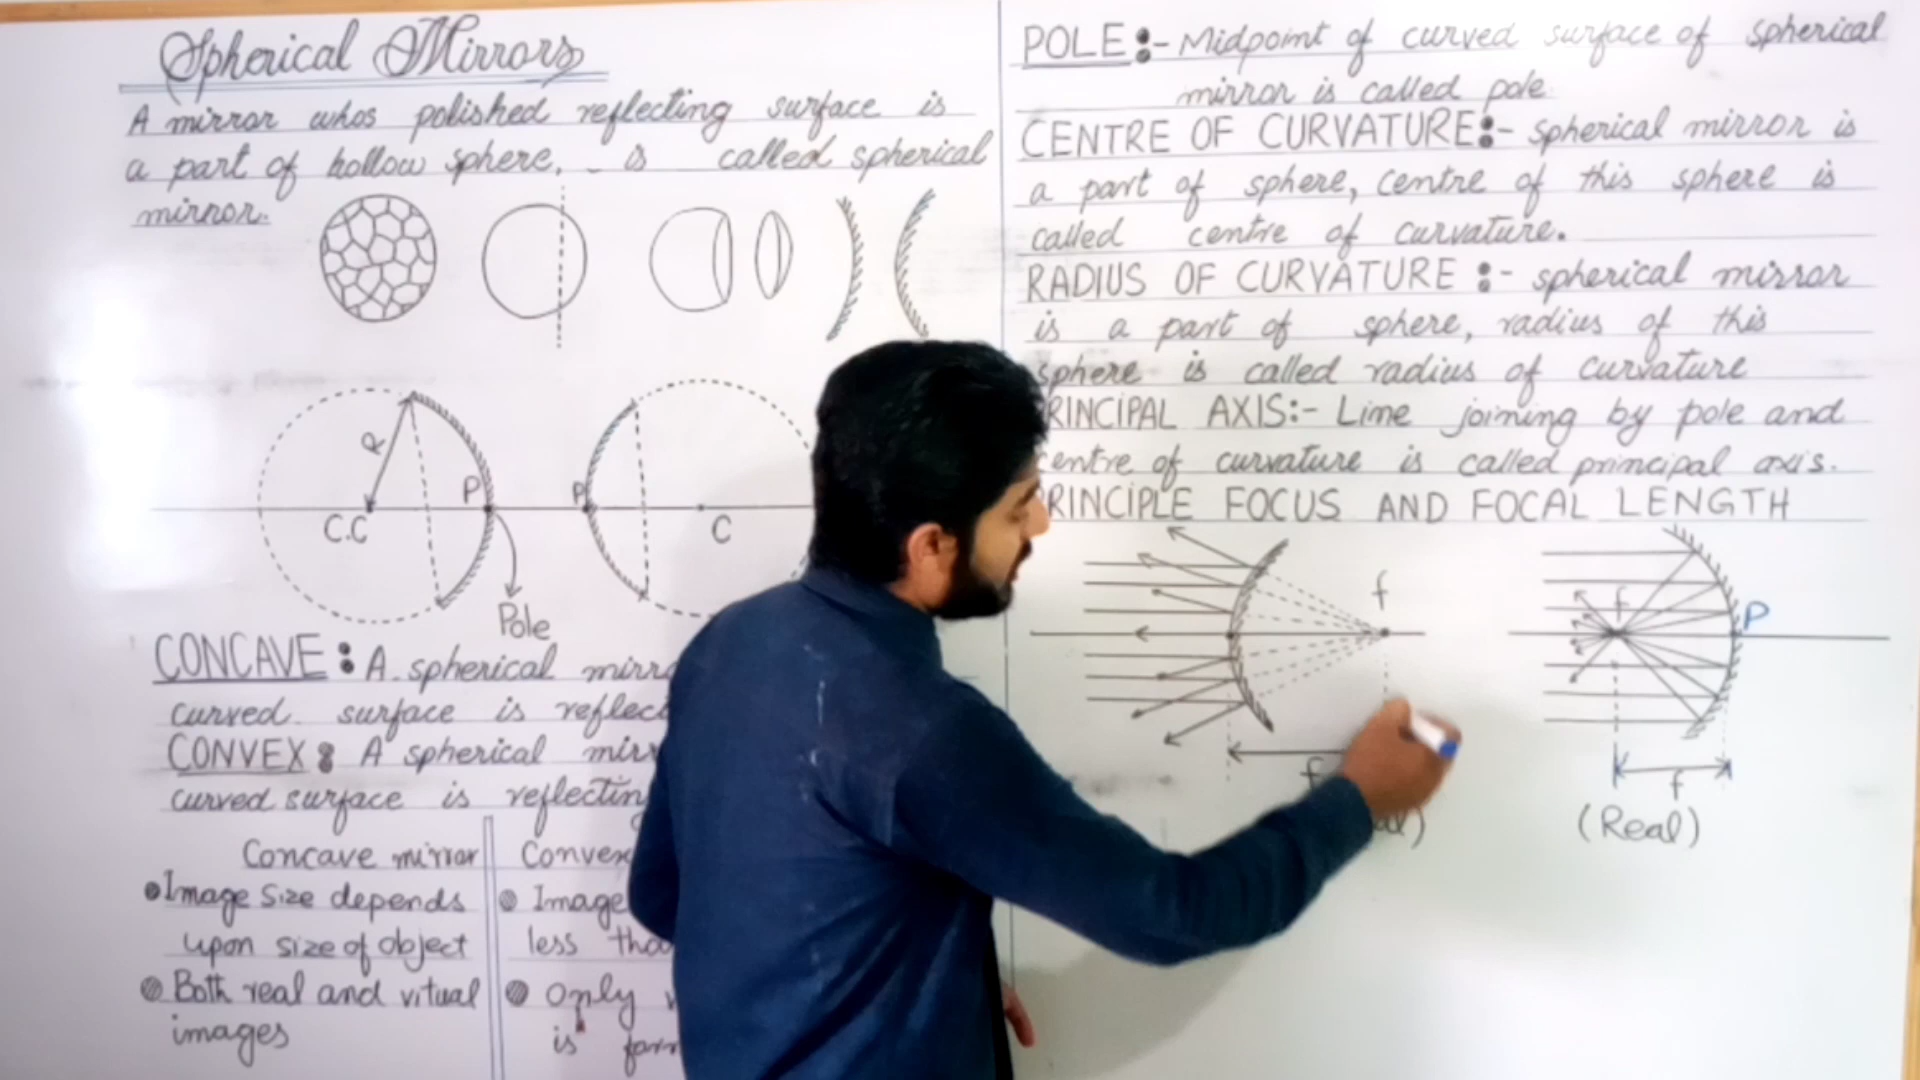 Spherical Mirrors
A mirror whos polished reflecting surface is
a part of hollow sphere, is called spherical
mirror.
R
P
C.C
Pole
P
C
CONCAVE: A spherical
curved surface is
CONVEX: A spherical
curved surface is reflecting
Concave mirror
• Image Size depends
upon size of object
• Both real and vitual
images
• Image
less
• Only
is
POLE:- Midpoint of curved surface of spherical
mirror is called pole
CENTRE OF CURVATURE:- spherical mirror is
a part of sphere, centre of this sphere is
called centre of curvature.
RADIUS OF CURVATURE :- spherical mirror
is a part of sphere, radius of this
sphere is called radius of curvature
RINCIPAL AXIS:- Line joining by pole and
entre of curvature is called principal axis.
RINCIPLE FOCUS AND FOCAL LENGTH
f
f
f
P
f
(Real)